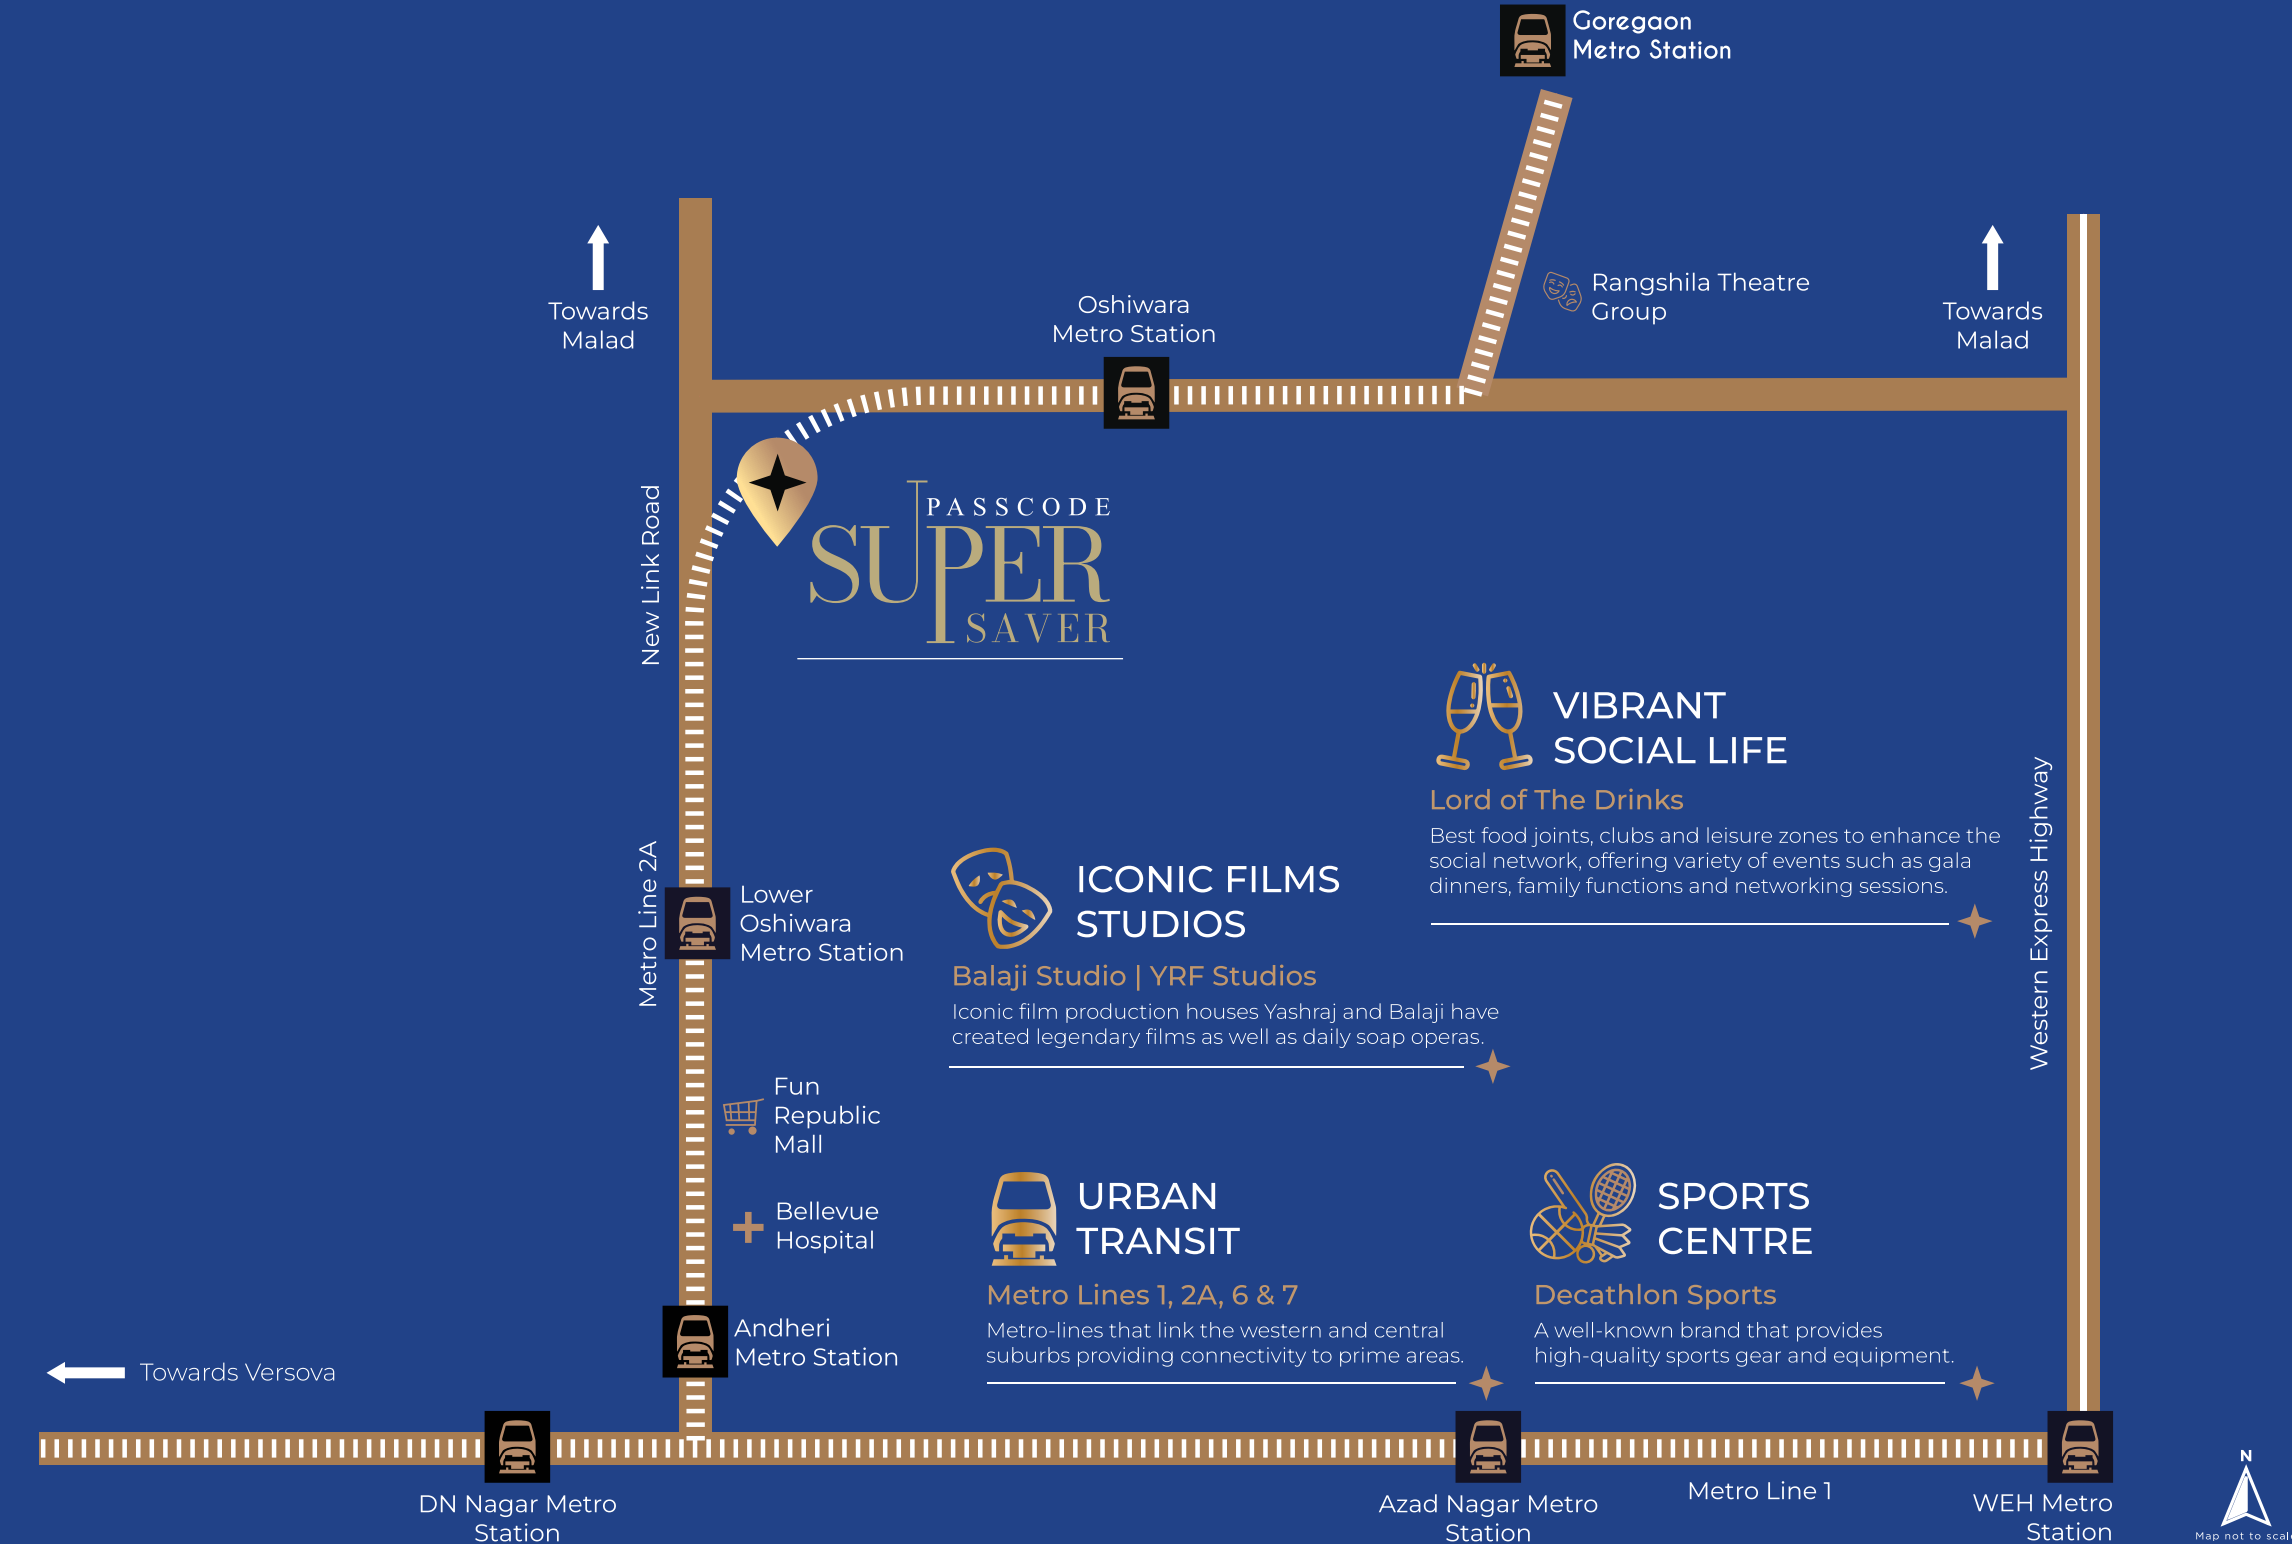 Goregaon
Metro Station
Towards
Malad
Oshiwara
Metro Station
Rangshila Theatre
Group
Towards
Malad
New Link Road
PASSCODE
SUPER
SAVER
VIBRANT
SOCIAL LIFE
Lord of The Drinks
Best food joints, clubs and leisure zones to enhance the
social network, offering variety of events such as gala
dinners, family functions and networking sessions.
Western Express Highway
Metro Line 2A
Lower
Oshiwara
Metro Station
ICONIC FILMS
STUDIOS
Balaji Studio | YRF Studios
Iconic film production houses Yashraj and Balaji have
created legendary films as well as daily soap operas.
Fun
Republic
Mall
Bellevue
Hospital
URBAN
TRANSIT
Metro Lines 1, 2A, 6 & 7
Metro-lines that link the western and central
suburbs providing connectivity to prime areas.
SPORTS
CENTRE
Decathlon Sports
A well-known brand that provides
high-quality sports gear and equipment.
Andheri
Metro Station
Towards Versova
DN Nagar Metro
Station
Azad Nagar Metro
Station
Metro Line 1
WEH Metro
Station
N
Map not to scale